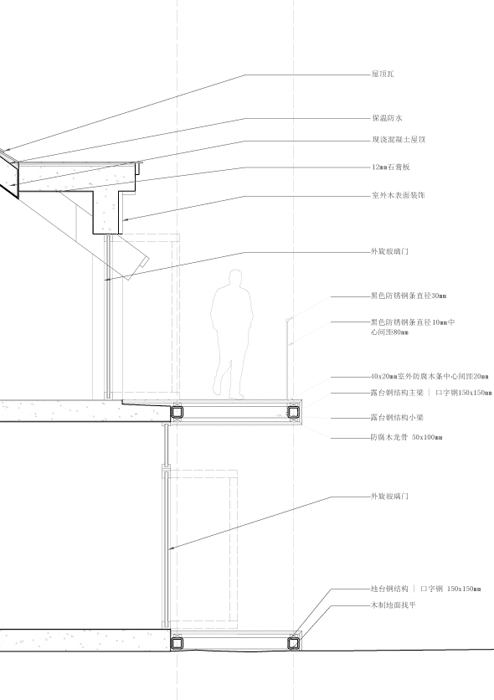 屋顶瓦
保温防水
现浇混凝土屋顶
12mm石膏板
室外木表面装饰
外旋玻璃门
黑色防锈钢条直径30mm
黑色防锈钢条直径10mm中
心间距80mm
40x20mm室外防腐木条中心间距20mm
露台钢结构主梁 | 口字钢150x150mm
露台钢结构小梁
防腐木龙骨 50x100mm
外旋玻璃门
地台钢结构 | 口字钢 150x150mm
木制地面找平